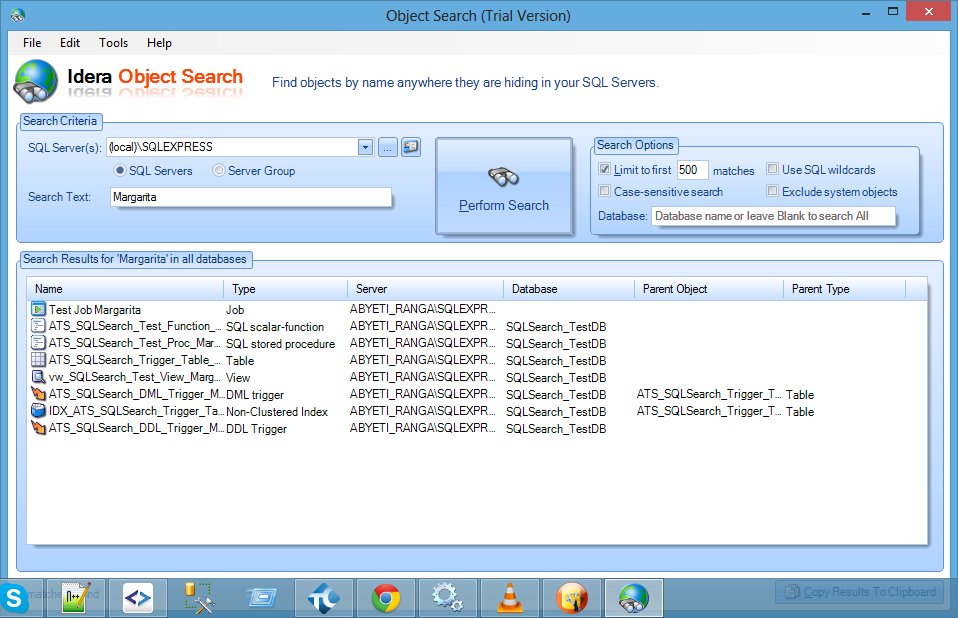 Object Search (Trial Version)
File Edit Tools Help
Idera Object Search
Find objects by name anywhere they are hiding in your SQL Servers.
Search Criteria
SQL Server(s): (local)\SQLEXPRESS ...
SQL Servers Server Group
Search Text: Margarita
Perform Search
Search Options
Limit to first 500 matches Use SQL wildcards
Case-sensitive search Exclude system objects
Database: Database name or leave Blank to search All
Search Results for 'Margarita' in all databases
Name Type Server Database Parent Object Parent Type
Test Job Margarita Job ABYETI_RANGA\SQLEXPR...
ATS_SQLSearch_Test_Function_... SQL scalar-function ABYETI_RANGA\SQLEXPR... SQLSearch_TestDB
ATS_SQLSearch_Test_Proc_Mar... SQL stored procedure ABYETI_RANGA\SQLEXPR... SQLSearch_TestDB
ATS_SQLSearch_Trigger_Table_... Table ABYETI_RANGA\SQLEXPR... SQLSearch_TestDB
vw_SQLSearch_Test_View_Marg... View ABYETI_RANGA\SQLEXPR... SQLSearch_TestDB
ATS_SQLSearch_DML_Trigger_M... DML trigger ABYETI_RANGA\SQLEXPR... SQLSearch_TestDB ATS_SQLSearch_Trigger_T... Table
IDX_ATS_SQLSearch_Trigger_Ta... Non-Clustered Index ABYETI_RANGA\SQLEXPR... SQLSearch_TestDB ATS_SQLSearch_Trigger_T... Table
ATS_SQLSearch_DDL_Trigger_M... DDL Trigger ABYETI_RANGA\SQLEXPR... SQLSearch_TestDB
Copy Results To Clipboard